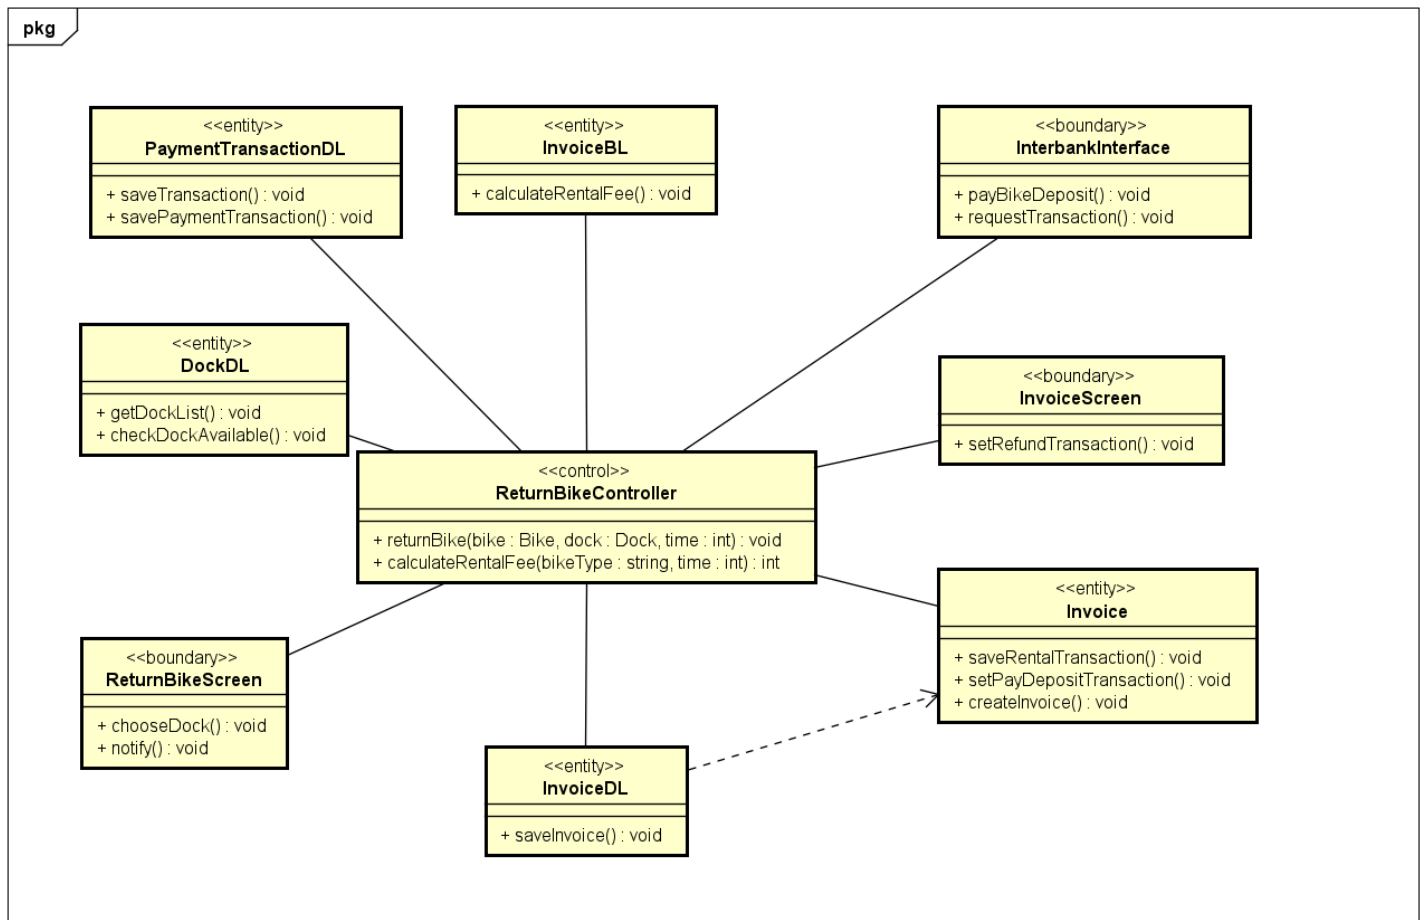 pkg
<<entity>>
PaymentTransactionDL
+ saveTransaction() : void
+ savePaymentTransaction() : void
<<entity>>
InvoiceBL
+ calculateRentalFee() : void
<<boundary>>
InterbankInterface
+ payBikeDeposit() : void
+ requestTransaction() : void
<<entity>>
DockDL
+ getDockList() : void
+ checkDockAvailable() : void
<<boundary>>
InvoiceScreen
+ setRefundTransaction() : void
<<control>>
ReturnBikeController
+ returnBike(bike : Bike, dock : Dock, time : int) : void
+ calculateRentalFee(bikeType : string, time : int) : int
<<entity>>
Invoice
+ saveRentalTransaction() : void
+ setPayDepositTransaction() : void
+ createInvoice() : void
<<boundary>>
ReturnBikeScreen
+ chooseDock() : void
+ notify() : void
<<entity>>
InvoiceDL
+ saveInvoice() : void